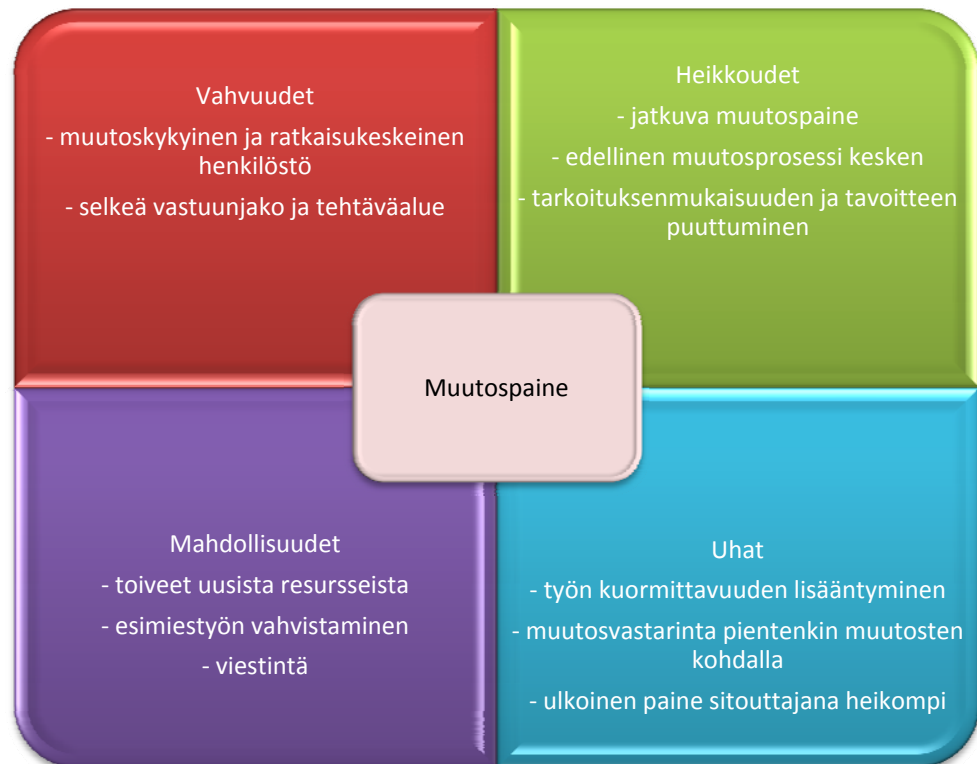 Vahvuudet
- muutoskykyinen ja ratkaisukeskeinen
henkilöstö
- selkeä vastuunjako ja tehtäväalue
Heikkoudet
- jatkuva muutospaine
- edellinen muutosprosessi kesken
- tarkoituksenmukaisuuden ja tavoitteen
puuttuminen
Muutospaine
Mahdollisuudet
- toiveet uusista resursseista
- esimiestyön vahvistaminen
- viestintä
Uhat
- työn kuormittavuuden lisääntyminen
- muutosvastarinta pientenkin muutosten
kohdalla
- ulkoinen paine sitouttajana heikompi